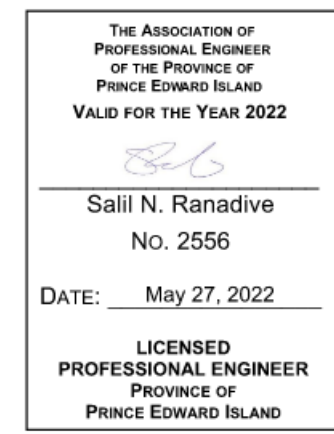 THE ASSOCIATION OF
PROFESSIONAL ENGINEER
OF THE PROVINCE OF
PRINCE EDWARD ISLAND
VALID FOR THE YEAR 2022
Salil N. Ranadive
NO. 2556
DATE: May 27, 2022
LICENSED
PROFESSIONAL ENGINEER
PROVINCE OF
PRINCE EDWARD ISLAND